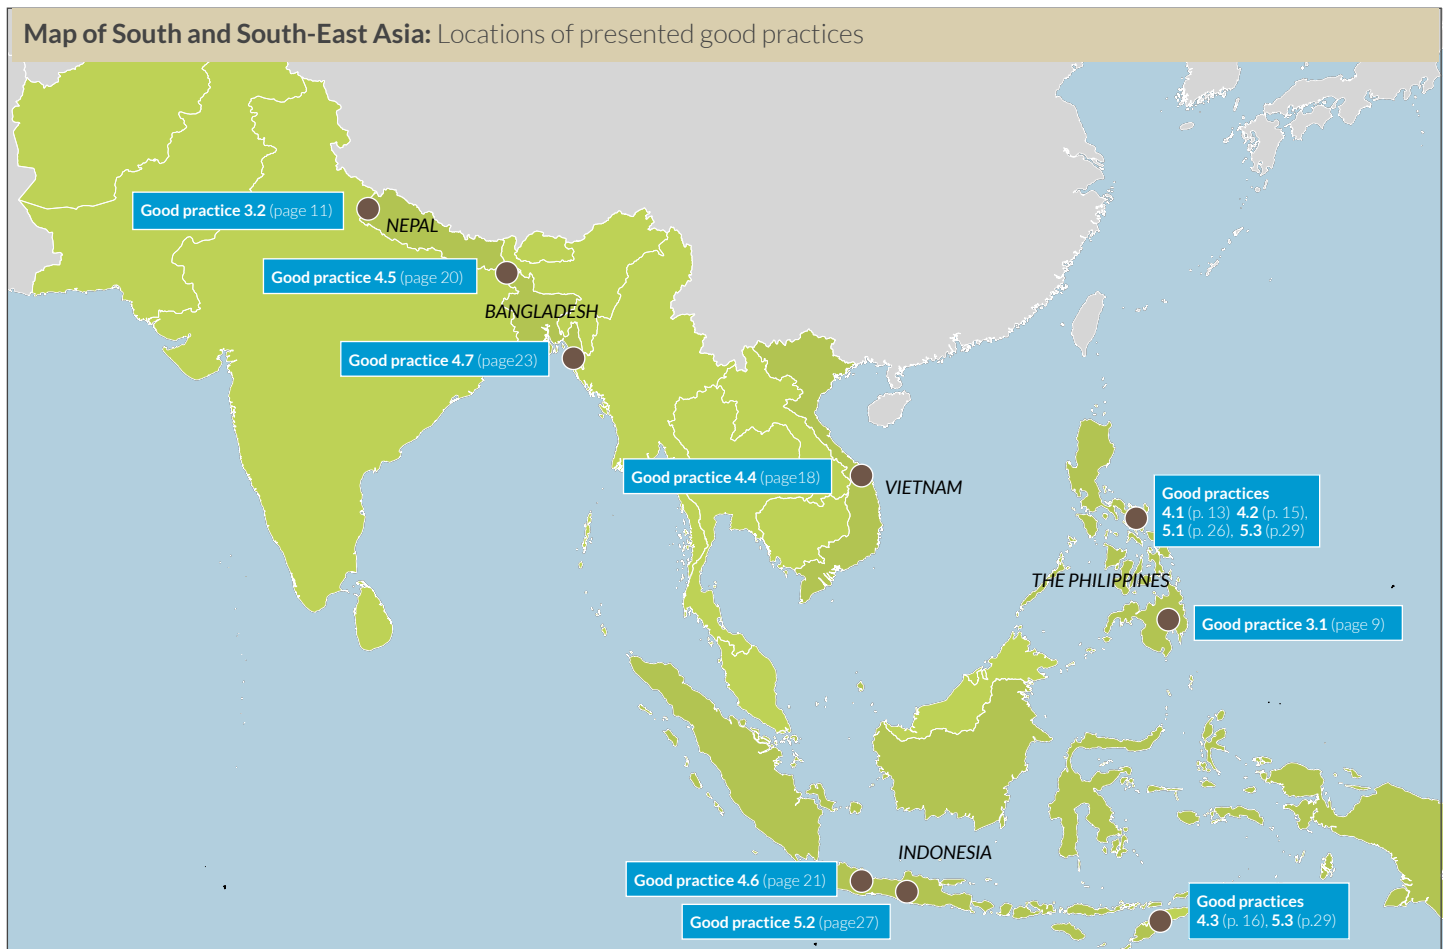 Map of South and South-East Asia: Locations of presented good practices
Good practice 3.2 (page 11)
NEPAL
Good practice 4.5 (page 20)
BANGLADESH
Good practice 4.7 (page23)
Good practice 4.4 (page18)
VIETNAM
Good practices
4.1 (p. 13) 4.2 (p. 15),
5.1 (p. 26), 5.3 (p.29)
THE PHILIPPINES
Good practice 3.1 (page 9)
INDONESIA
Good practice 4.6 (page 21)
Good practice 5.2 (page27)
Good practices
4.3 (p. 16), 5.3 (p.29)